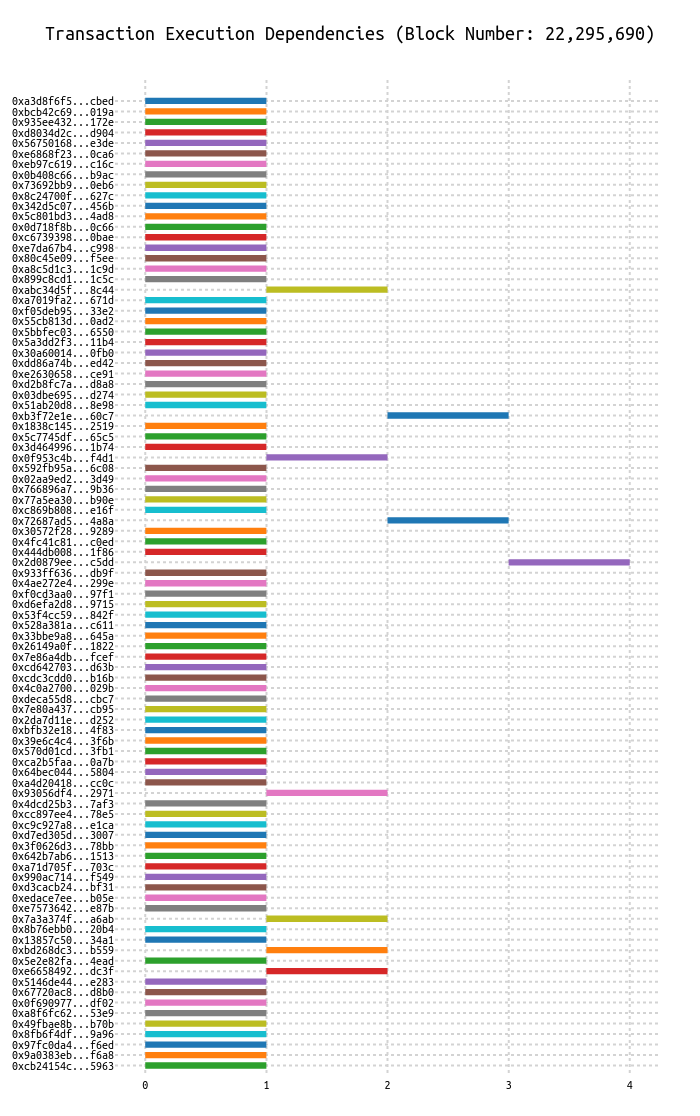 Transaction Execution Dependencies (Block Number: 22,295,690)
0xa3d8f6f5...cbed
0xbcb42c69...019a
0x935ee432...172e
0xd8034d2c...d904
0x56750168...e3de
0xe6868f23...0ca6
0xeb97c619...c16c
0x0b408c66...b9ac
0x73692bb9...0eb6
0x8c24700f...627c
0x342d5c07...456b
0x5c801bd3...4ad8
0x0d718f8b...0c66
0xc6739398...0bae
0xe7da67b4...c998
0x80c45e09...f5ee
0xa8c5d1c3...1c9d
0x899c8cd1...1c5c
0xabc34d5f...8c44
0xa7019fa2...671d
0xf05deb95...33e2
0x55cb813d...0ad2
0x5bbfec03...6550
0x5a3dd2f3...11b4
0x30a60014...0fb0
0xdd86a74b...ed42
0xe2630658...ce91
0xd2b8fc7a...d8a8
0x03dbe695...d274
0x51ab20d8...8e98
0xb3f72e1e...60c7
0x1838c145...2519
0x5c7745df...65c5
0x3d464996...1b74
0x0f953c4b...f4d1
0x592fb95a...6c08
0x02aa9ed2...3d49
0x766896a7...9b36
0x77a5ea30...b90e
0xc869b808...e16f
0x72687ad5...4a8a
0x30572f28...9289
0x4fc41c81...c0ed
0x444db008...1f86
0x2d0879ee...c5dd
0x933ff636...db9f
0x4ae272e4...299e
0xf0cd3aa0...97f1
0xd6efa2d8...9715
0x53f4cc59...842f
0x528a381a...c611
0x33bbe9a8...645a
0x26149a0f...1822
0x7e86a4db...fcef
0xcd642703...d63b
0xcdc3cdd0...b16b
0x4c0a2700...029b
0xdeca55d8...cbc7
0x7e80a437...cb95
0x2da7d11e...d252
0xbfb32e18...4f83
0x39e6c4c4...3f6b
0x570d01cd...3fb1
0xca2b5faa...0a7b
0x64bec044...5804
0xa4d20418...cc0c
0x93056df4...2971
0x4dcd25b3...7af3
0xcc897ee4...78e5
0xc9c927a8...e1ca
0xd7ed305d...3007
0x3f0626d3...78bb
0x642b7ab6...1513
0xa71d705f...703c
0x990ac714...f549
0xd3cacb24...bf31
0xedace7ee...b05e
0xe7573642...e87b
0x7a3a374f...a6ab
0x8b76ebb0...20b4
0x13857c50...34a1
0xbd268dc3...b559
0x5e2e82fa...4ead
0xe6658492...dc3f
0x5146de44...e283
0x67720ac8...d8b0
0x0f690977...df02
0xa8f6fc62...53e9
0x49fbae8b...b70b
0x8fb6f4df...9a96
0x97fc0da4...f6ed
0x9a0383eb...f6a8
0xcb24154c...5963
0 1 2 3 4